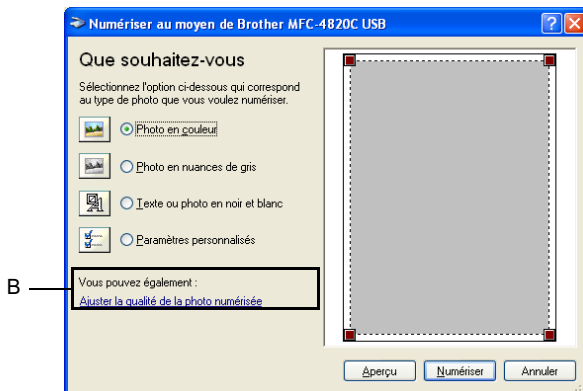 Numériser au moyen de Brother MFC-4820C USB
Que souhaitez-vous
Sélectionnez l'option ci-dessous qui correspond
au type de photo que vous voulez numériser.
Photo en couleur
Photo en nuances de gris
Texte ou photo en noir et blanc
Paramètres personnalisés
B
Vous pouvez également :
Ajuster la qualité de la photo numérisée
Aperçu
Numériser
Annuler